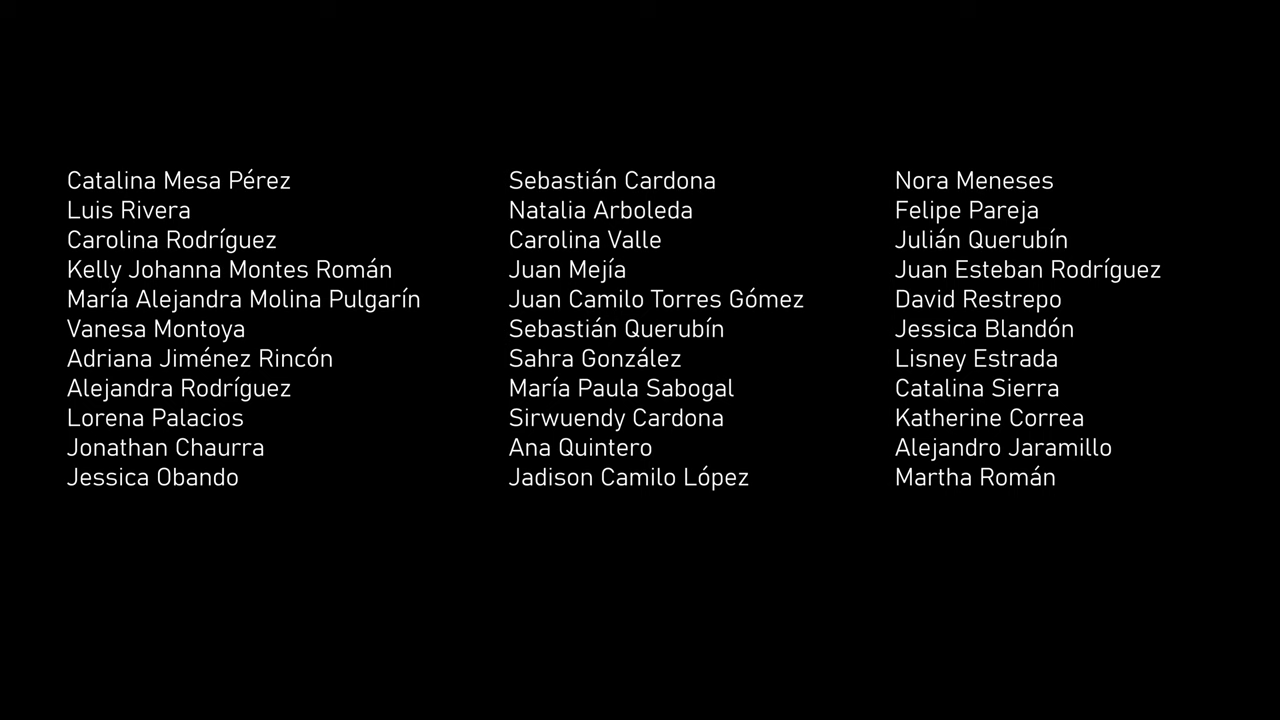 Catalina Mesa Pérez
Luis Rivera
Carolina Rodríguez
Kelly Johanna Montes Román
María Alejandra Molina Pulgarín
Vanesa Montoya
Adriana Jiménez Rincón
Alejandra Rodríguez
Lorena Palacios
Jonathan Chaurra
Jessica Obando
Sebastián Cardona
Natalia Arboleda
Carolina Valle
Juan Mejía
Juan Camilo Torres Gómez
Sebastián Querubín
Sahra González
María Paula Sabogal
Sirwuendy Cardona
Ana Quintero
Jadison Camilo López
Nora Meneses
Felipe Pareja
Julián Querubín
Juan Esteban Rodríguez
David Restrepo
Jessica Blandón
Lisney Estrada
Catalina Sierra
Katherine Correa
Alejandro Jaramillo
Martha Román